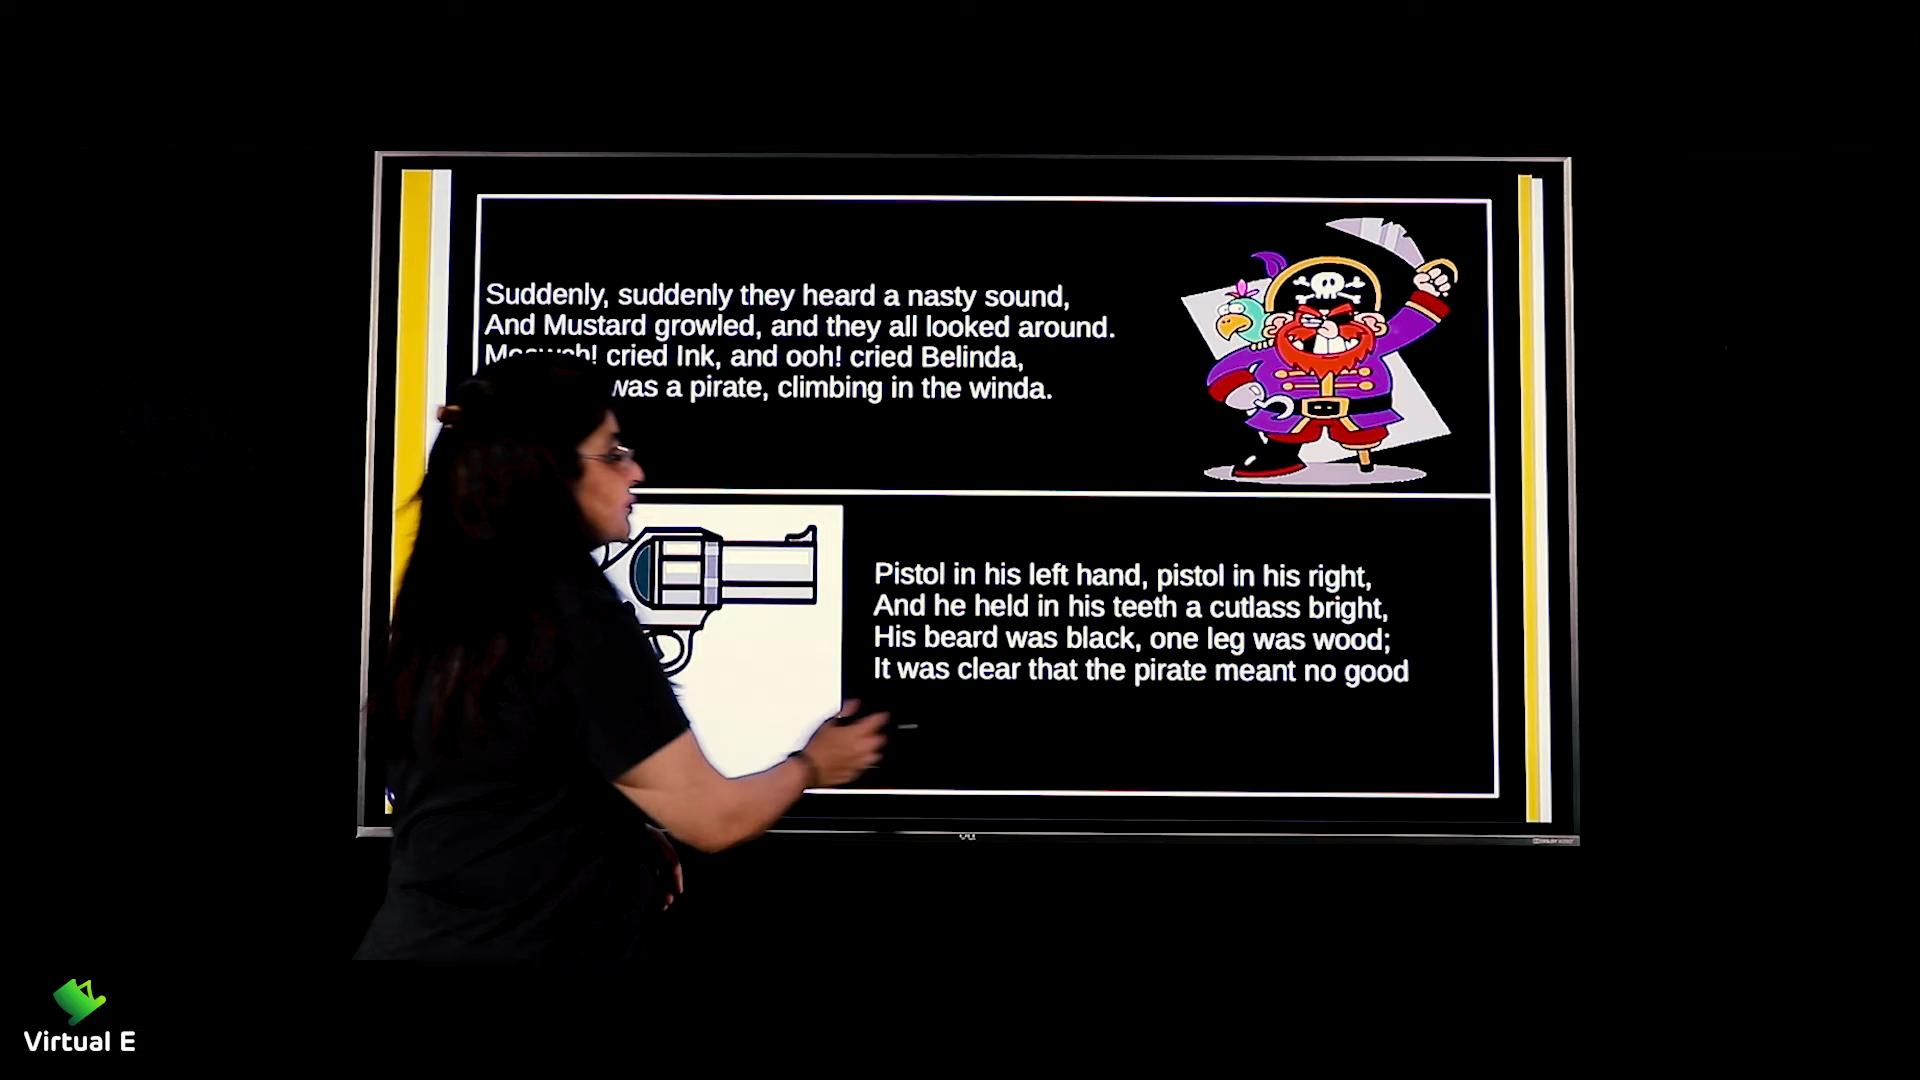 Suddenly, suddenly they heard a nasty sound,
And Mustard growled, and they all looked around.
cried Ink, and ooh! cried Belinda,
was a pirate, climbing in the winda.
Pistol in his left hand, pistol in his right,
And he held in his teeth a cutlass bright,
His beard was black, one leg was wood;
It was clear that the pirate meant no good
Virtual E